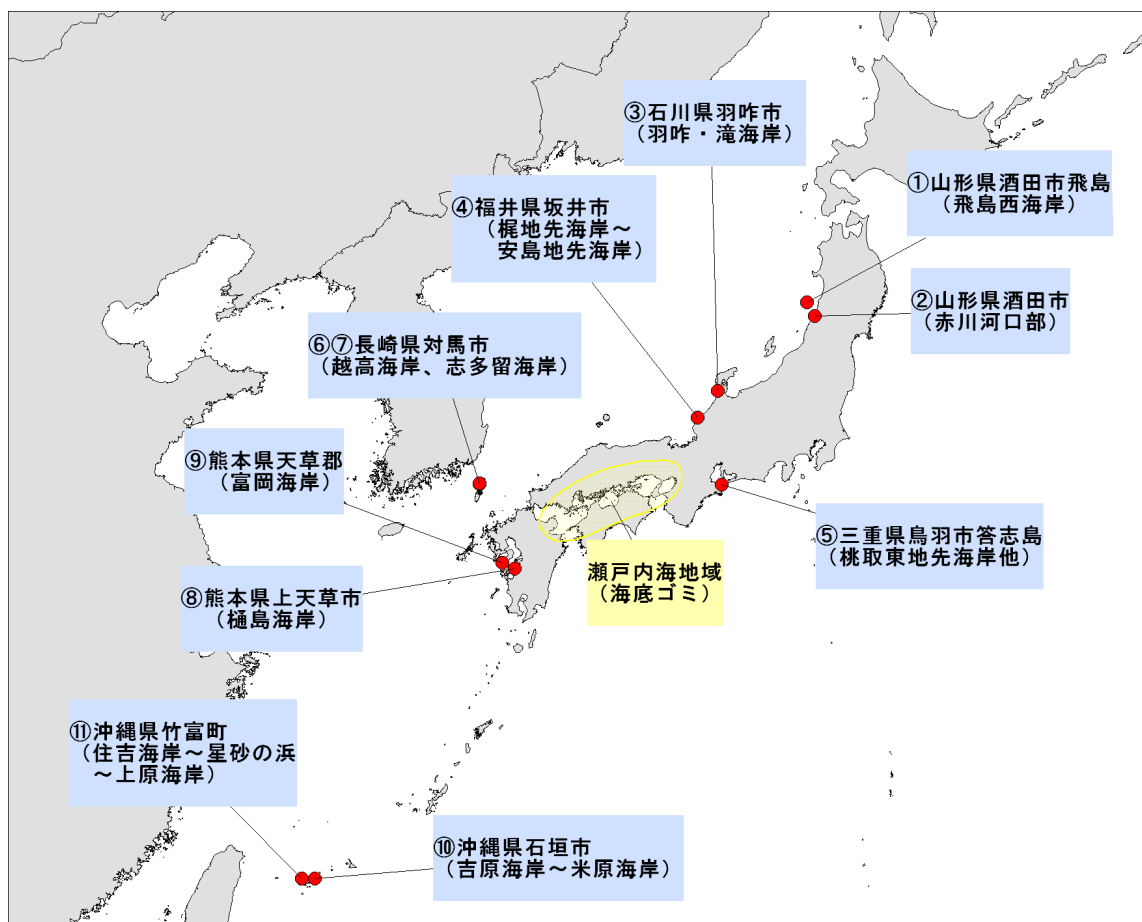 ③石川県羽咋市
(羽咋・滝海岸)
①山形県酒田市飛島
(飛島西海岸)
④福井県坂井市
(梶地先海岸～
安島地先海岸)
②山形県酒田市
(赤川河口部)
⑥⑦長崎県対馬市
(越高海岸、志多留海岸)
⑨熊本県天草郡
(富岡海岸)
⑤三重県鳥羽市答志島
(桃取東地先海岸他)
瀬戸内海地域
(海底ゴミ)
⑧熊本県上天草市
(樋島海岸)
⑪沖縄県竹富町
(住吉海岸～星砂の浜
～上原海岸)
⑩沖縄県石垣市
(吉原海岸～米原海岸)